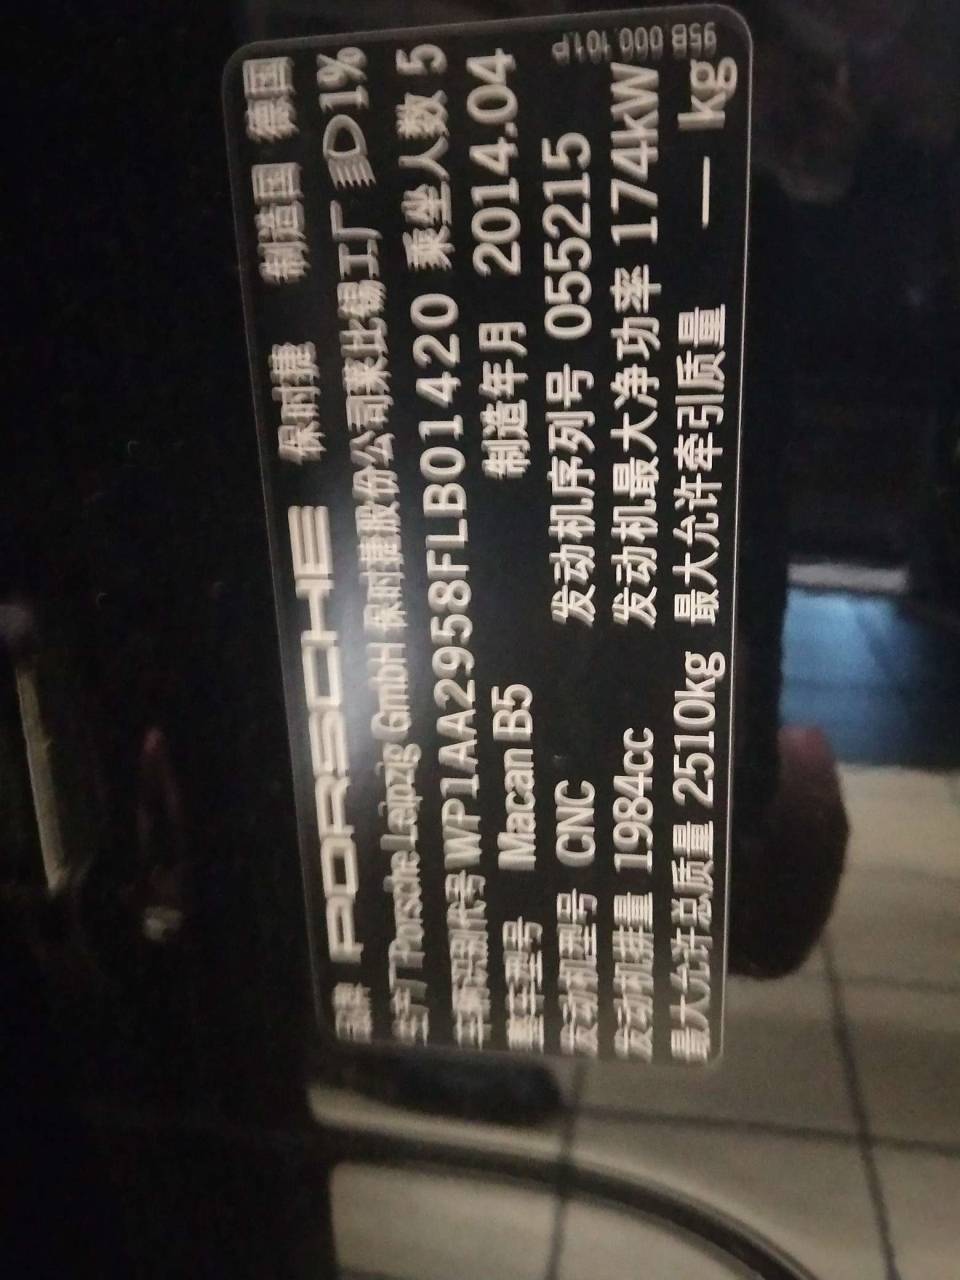 品牌 PORSCHE 保时捷 制造国 德国
生产厂 Porsche Leipzig GmbH 保时捷股份公司莱比锡工厂 1%
车辆识别代号 WP1AA2958FLB01420 乘坐人数 5
整车型号 Macan B5 制造年月 2014.04
发动机型号 CNC 发动机序列号 055215
发动机排量 1984cc 发动机最大净功率 174kW
最大允许总质量 2510kg 最大允许牵引质量 — kg
95B.000.101.P